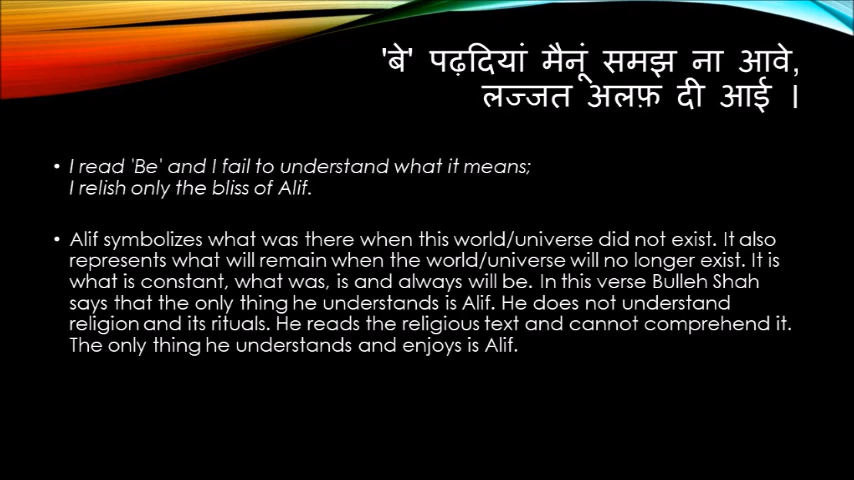 'बे' पढ़दियां मैनूं समझ ना आवे,
लज्जत अलफ़ दी आई ।
• I read 'Be' and I fail to understand what it means;
I relish only the bliss of Alif.
• Alif symbolizes what was there when this world/universe did not exist. It also
represents what will remain when the world/universe will no longer exist. It is
what is constant, what was, is and always will be. In this verse Bulleh Shah
says that the only thing he understands is Alif. He does not understand
religion and its rituals. He reads the religious text and cannot comprehend it.
The only thing he understands and enjoys is Alif.